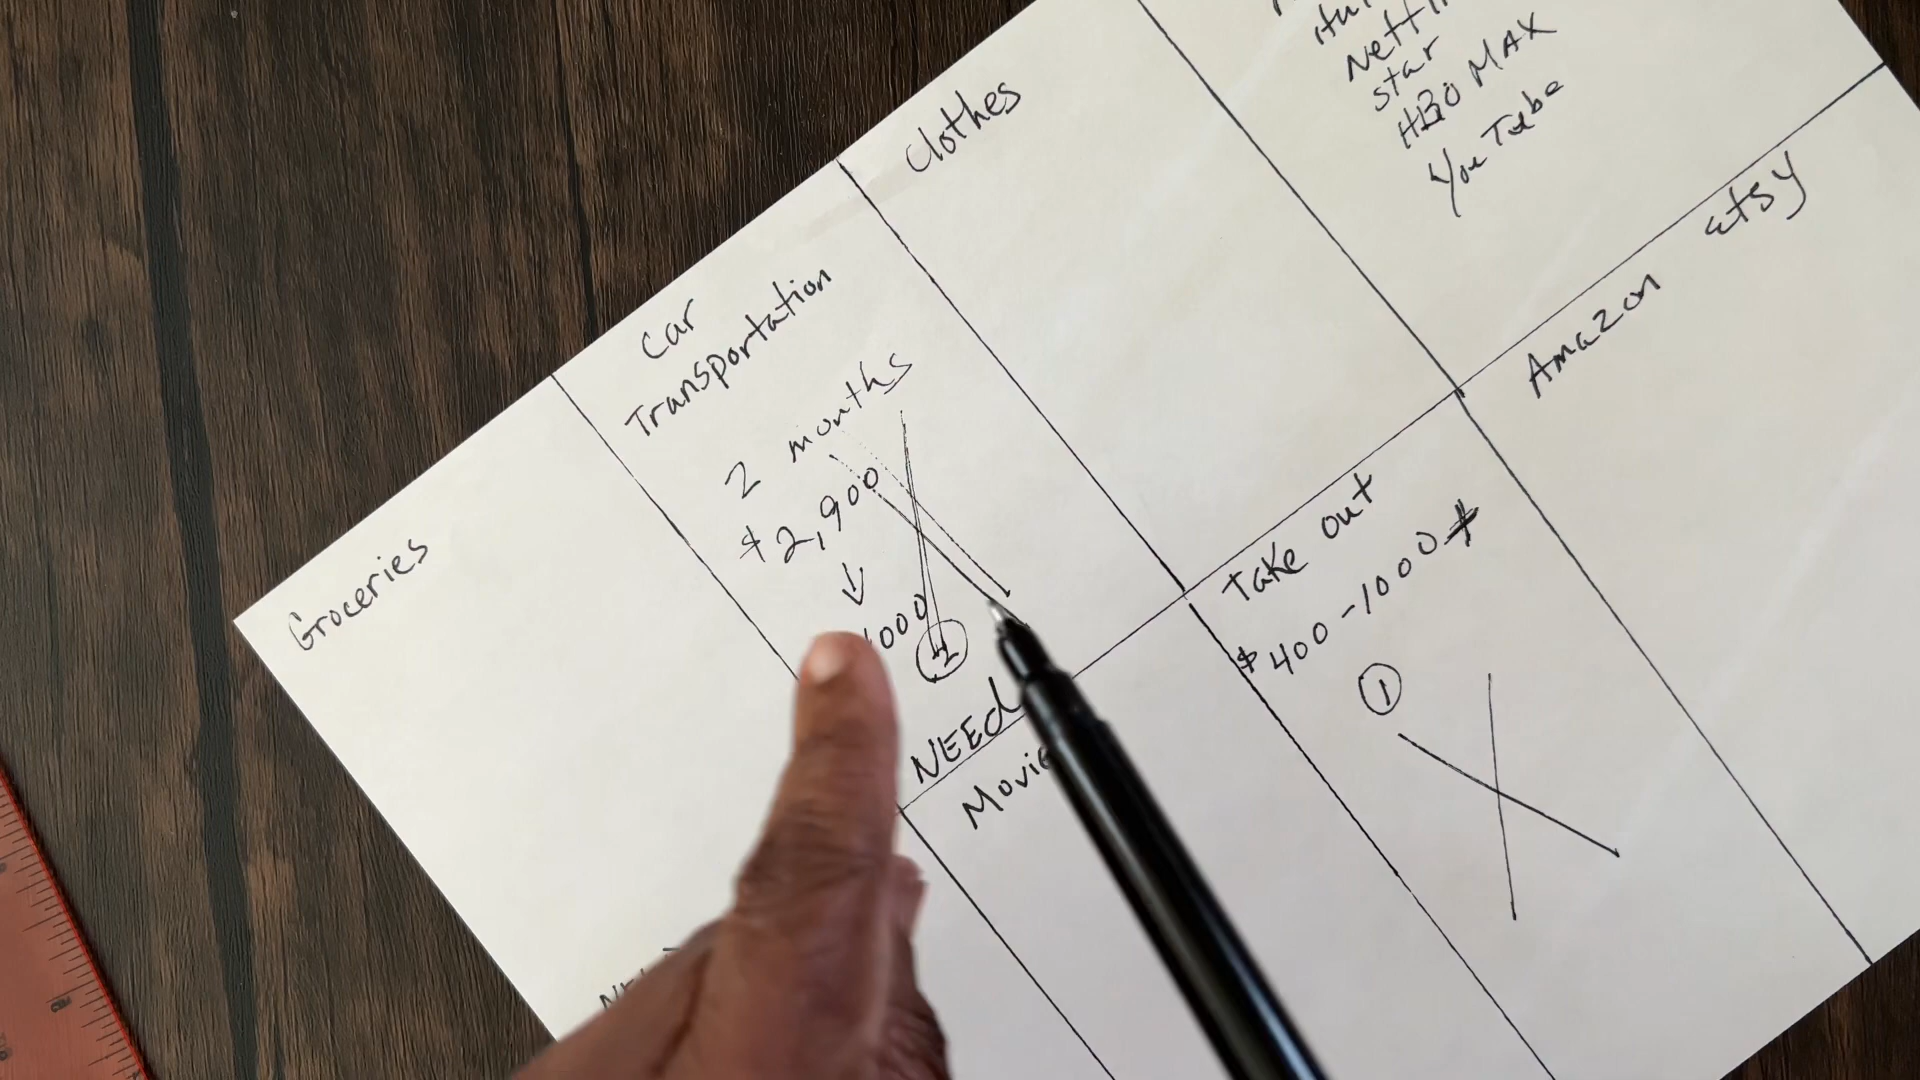 Groceries
Car
Transportation
2 months
$2,900
NEED
Clothes
star
HBO MAX
YouTube
Movie
Take out
$400-1000$
1
Amazon Etsy